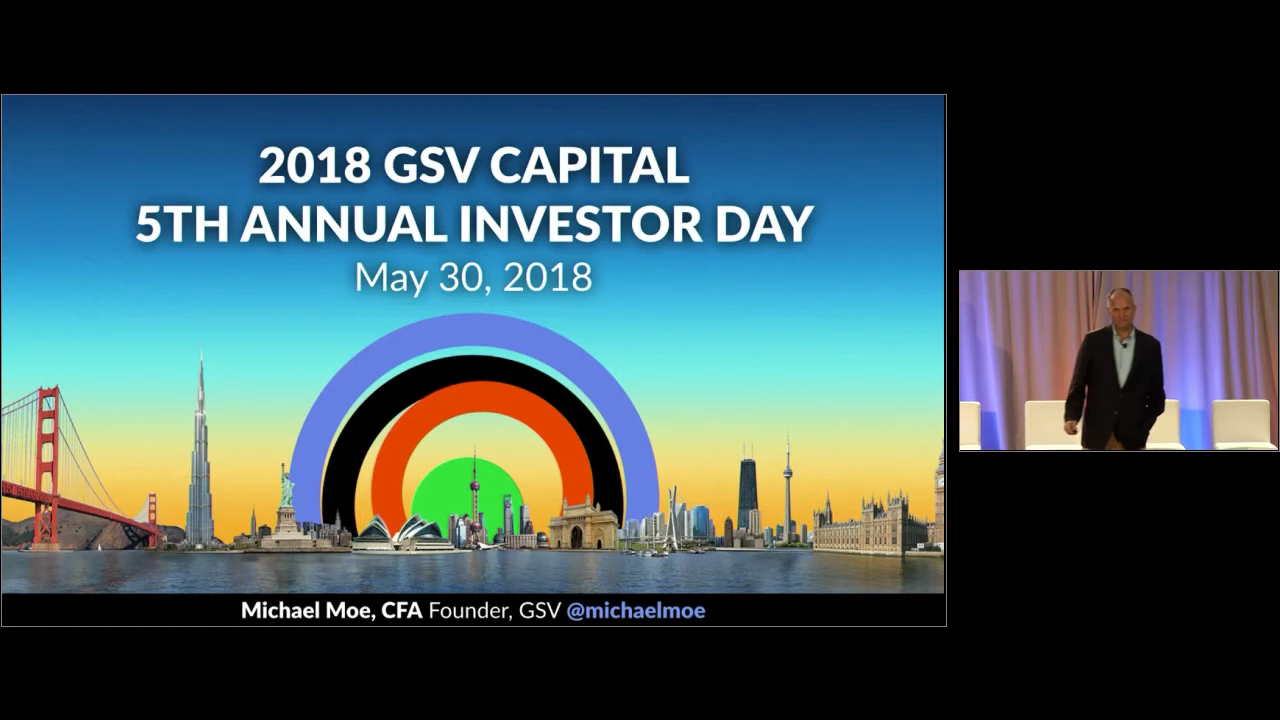 2018 GSV CAPITAL
5TH ANNUAL INVESTOR DAY
May 30, 2018
Michael Moe, CFA Founder, GSV @michaelmoe